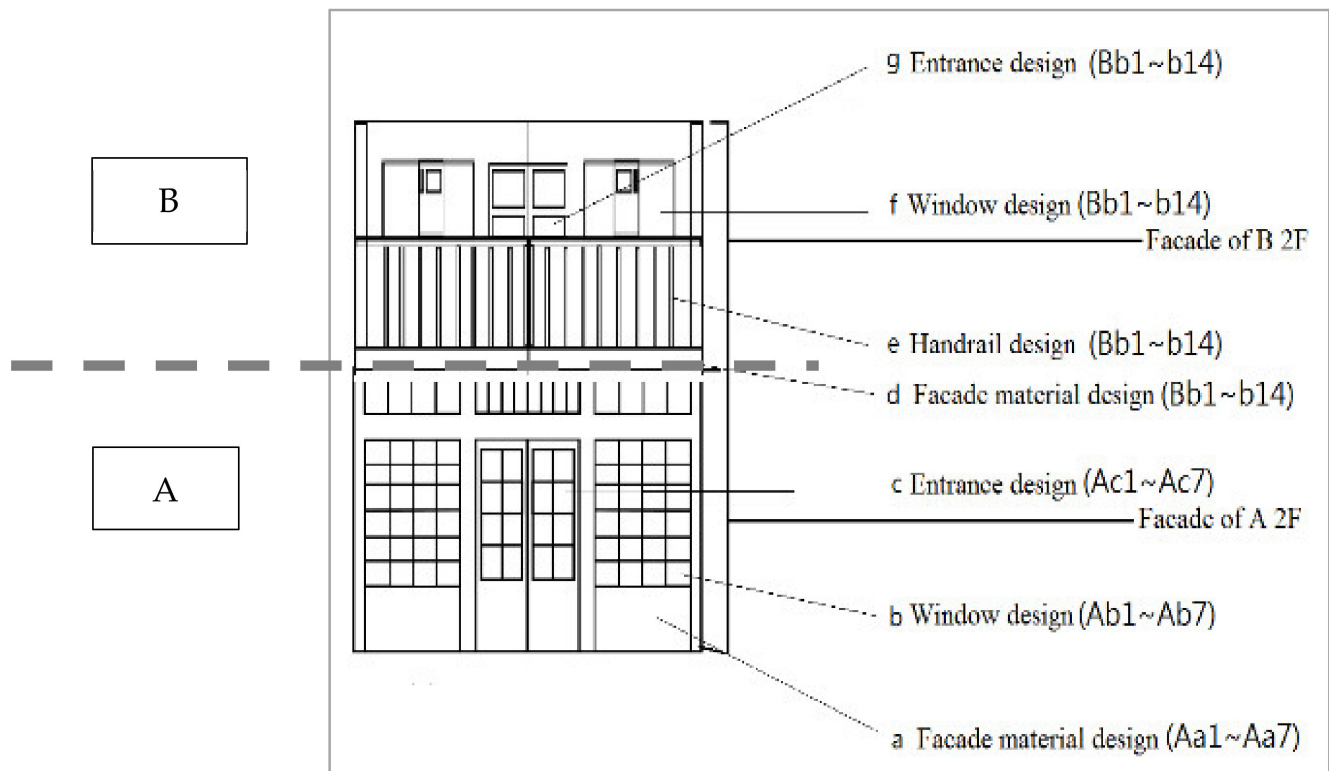 g Entrance design (Bb1~b14)
B
f Window design (Bb1~b14)
Facade of B 2F
e Handrail design (Bb1~b14)
d Facade material design (Bb1~b14)
A
c Entrance design (Ac1~Ac7)
Facade of A 2F
b Window design (Ab1~Ab7)
a Facade material design (Aa1~Aa7)